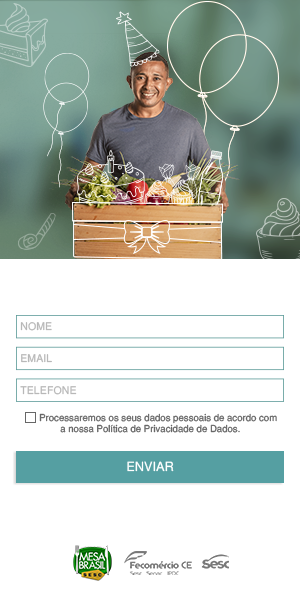 NOME
EMAIL
TELEFONE
Processaremos os seus dados pessoais de acordo com
a nossa Política de Privacidade de Dados.
ENVIAR
MESA
BRASIL
SESC
Fecomércio CE
Sesc Senac IPDC
Sesc